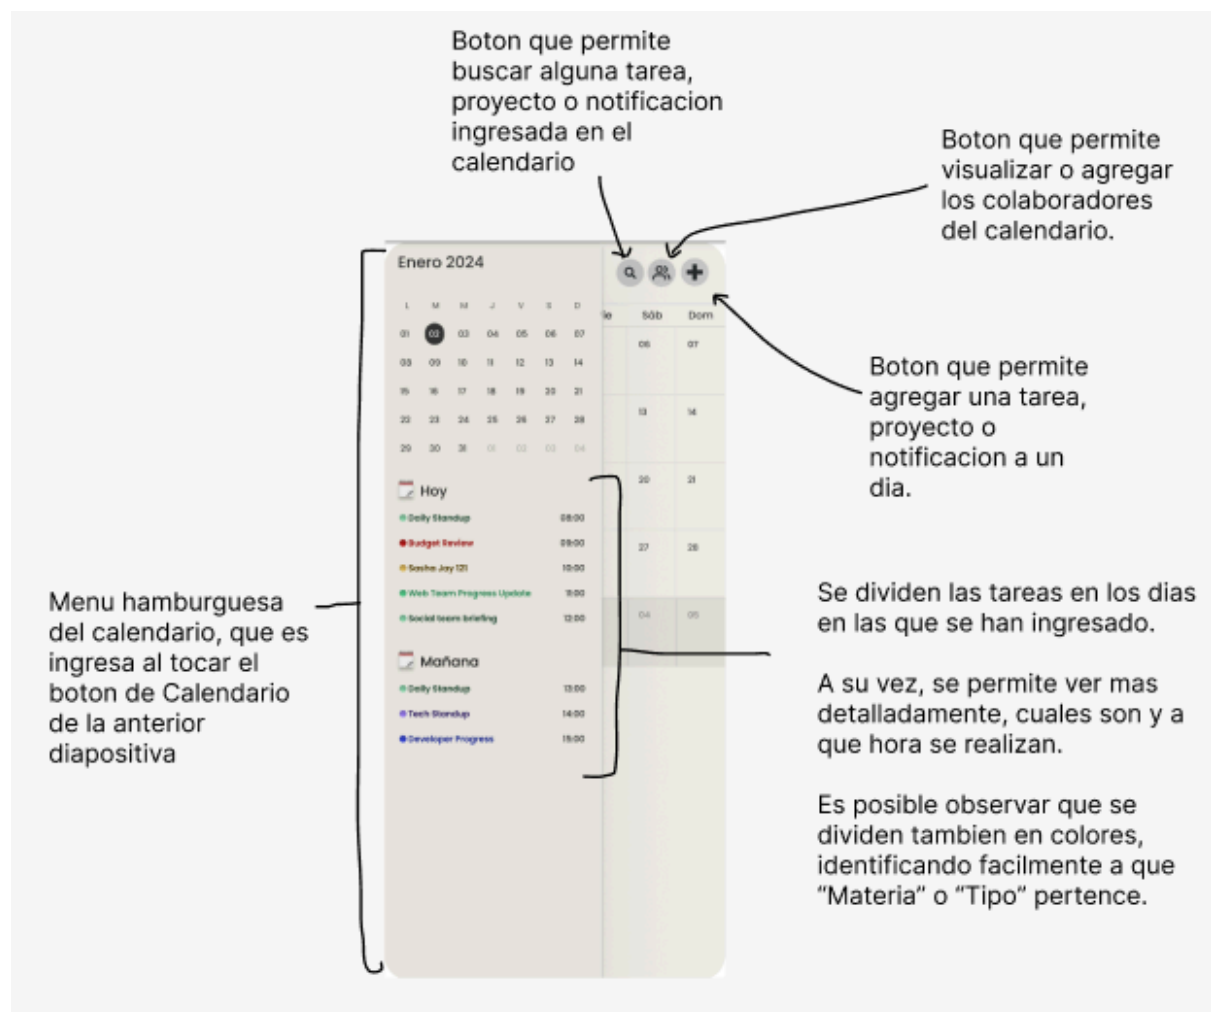 Boton que permite
buscar alguna tarea,
proyecto o notificacion
ingresada en el
calendario
Boton que permite
visualizar o agregar
los colaboradores
del calendario.
Enero 2024
L M M J V S D
01 02 03 04 05 06 07
08 09 10 11 12 13 14
15 16 17 18 19 20 21
22 23 24 25 26 27 28
29 30 31 01 02 03 04
ie Sáb Dom
06 07
13 14
20 21
27 28
04 05
Boton que permite
agregar una tarea,
proyecto o
notificacion a un
dia.
Hoy
Daily Standup 08:00
Budget Review 09:00
Sasha Jay 121 10:00
Web Team Progress Update 11:00
Social team briefing 12:00
Mañana
Daily Standup 13:00
Tech Standup 14:00
Developer Progress 15:00
Menu hamburguesa
del calendario, que es
ingresa al tocar el
boton de Calendario
de la anterior
diapositiva
Se dividen las tareas en los dias
en las que se han ingresado.
A su vez, se permite ver mas
detalladamente, cuales son y a
que hora se realizan.
Es posible observar que se
dividen tambien en colores,
identificando facilmente a que
“Materia” o “Tipo” pertence.